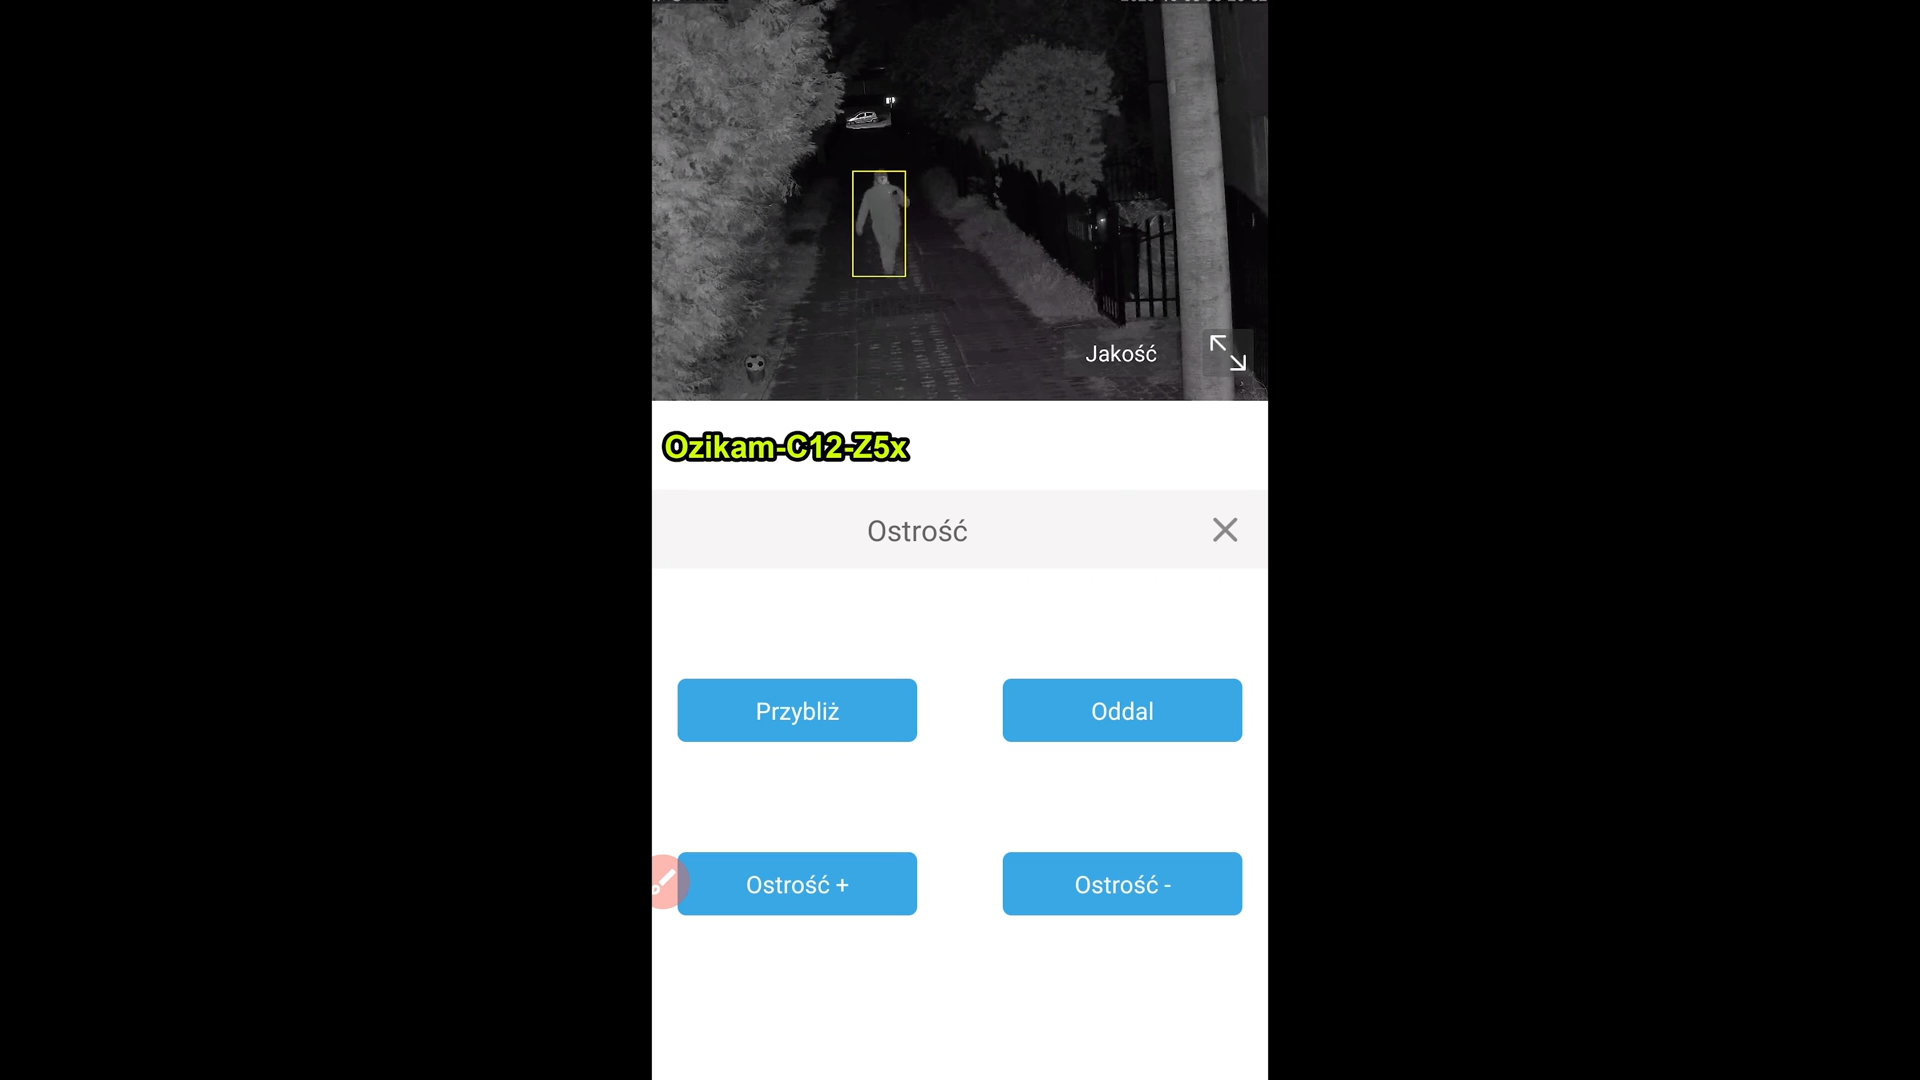 Jakość
Ozikam-C12-Z5x
Ostrość
Przybliż
Oddal
Ostrość +
Ostrość -